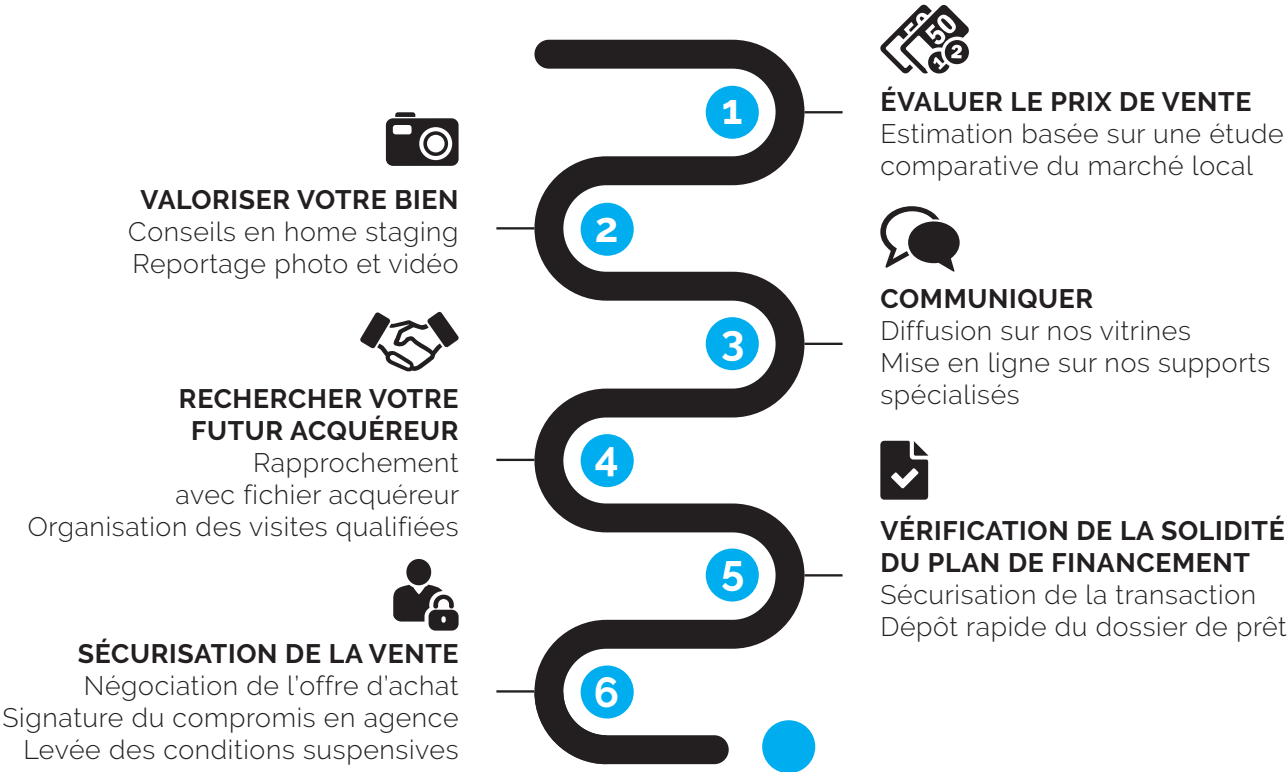 50
50
1
2
1
ÉVALUER LE PRIX DE VENTE
Estimation basée sur une étude
comparative du marché local
2
VALORISER VOTRE BIEN
Conseils en home staging
Reportage photo et vidéo
3
COMMUNIQUER
Diffusion sur nos vitrines
Mise en ligne sur nos supports
spécialisés
4
RECHERCHER VOTRE
FUTUR ACQUÉREUR
Rapprochement
avec fichier acquéreur
Organisation des visites qualifiées
5
VÉRIFICATION DE LA SOLIDITÉ
DU PLAN DE FINANCEMENT
Sécurisation de la transaction
Dépôt rapide du dossier de prêt
6
SÉCURISATION DE LA VENTE
Négociation de l’offre d’achat
Signature du compromis en agence
Levée des conditions suspensives